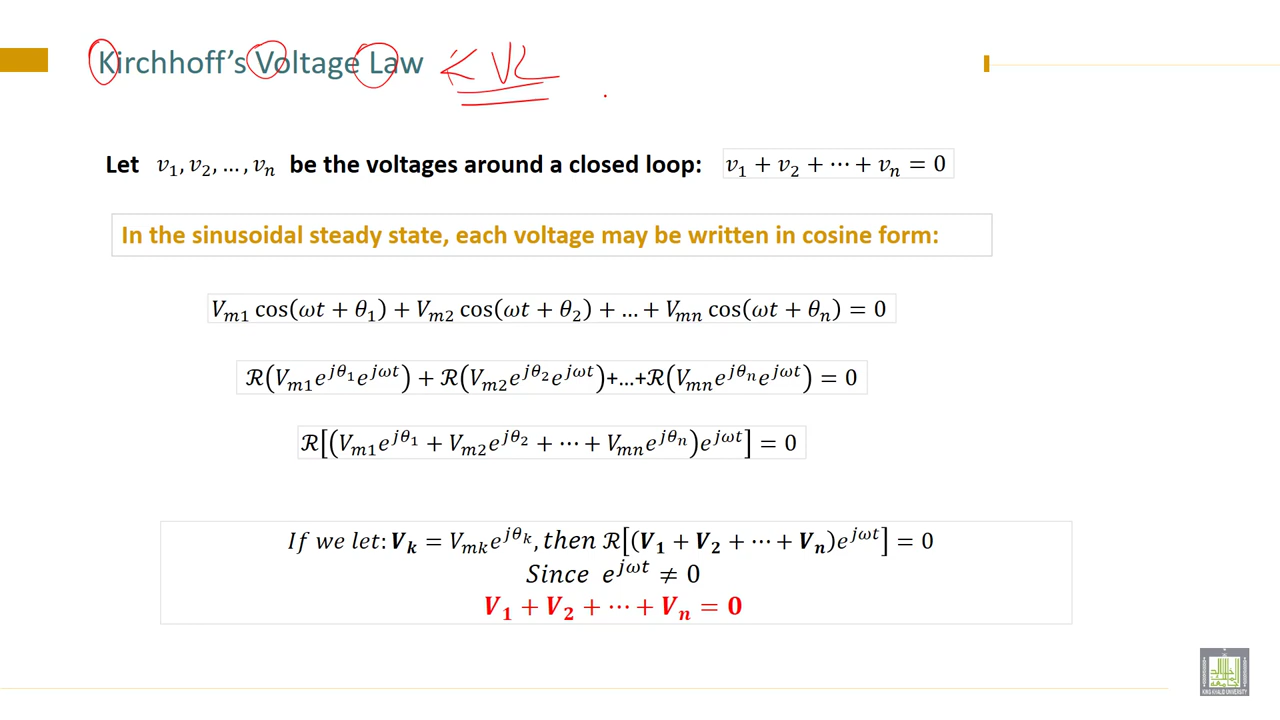 Kirchhoff's Voltage Law KVL
Let v₁, v₂, …, vₙ be the voltages around a closed loop: v₁ + v₂ + ⋯ + vₙ = 0
In the sinusoidal steady state, each voltage may be written in cosine form:
Vₘ₁ cos(ωt + θ₁) + Vₘ₂ cos(ωt + θ₂) + … + Vₘₙ cos(ωt + θₙ) = 0
ℛ(Vₘ₁e^{jθ₁}e^{jωt}) + ℛ(Vₘ₂e^{jθ₂}e^{jωt})+…+ℛ(Vₘₙe^{jθₙ}e^{jωt}) = 0
ℛ[(Vₘ₁e^{jθ₁} + Vₘ₂e^{jθ₂} + ⋯ + Vₘₙe^{jθₙ})e^{jωt}] = 0
If we let: Vₖ = Vₘₖe^{jθₖ}, then ℛ[(V₁ + V₂ + ⋯ + Vₙ)e^{jωt}] = 0
Since e^{jωt} ≠ 0
V₁ + V₂ + ⋯ + Vₙ = 0
KING KHALID UNIVERSITY